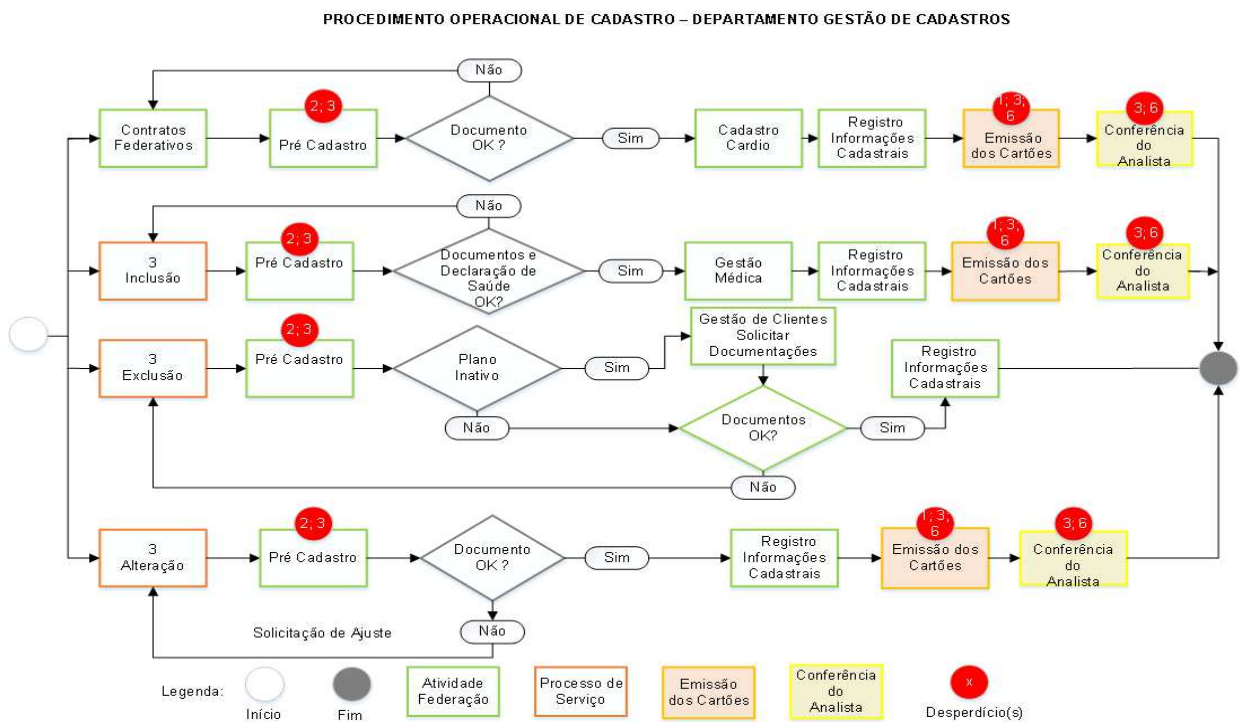 PROCEDIMENTO OPERACIONAL DE CADASTRO – DEPARTAMENTO GESTÃO DE CADASTROS
Não
Contratos
Federativos
2; 3
Pré Cadastro
Documento
OK ?
Sim
Cadastro
Cardio
Registro
Informações
Cadastrais
1; 3;
6
Emissão
dos Cartões
3; 6
Conferência
do
Analista
Não
3
Inclusão
2; 3
Pré Cadastro
Documentos e
Declaração de
Saúde
OK?
Sim
Gestão
Médica
Registro
Informações
Cadastrais
1; 3;
6
Emissão dos
Cartões
3; 6
Conferência
do
Analista
3
Exclusão
2; 3
Pré Cadastro
Plano
Inativo
Sim
Gestão de Clientes
Solicitar
Documentações
Não
Documentos
OK?
Sim
Registro
Informações
Cadastrais
Não
3
Alteração
2; 3
Pré Cadastro
Documento
OK ?
Sim
Registro
Informações
Cadastrais
1; 3;
6
Emissão dos
Cartões
3; 6
Conferência
do
Analista
Não
Solicitação de Ajuste
Legenda:
Início
Fim
Atividade
Federação
Processo de
Serviço
Emissão
dos Cartões
Conferência
do
Analista
x
Desperdício(s)